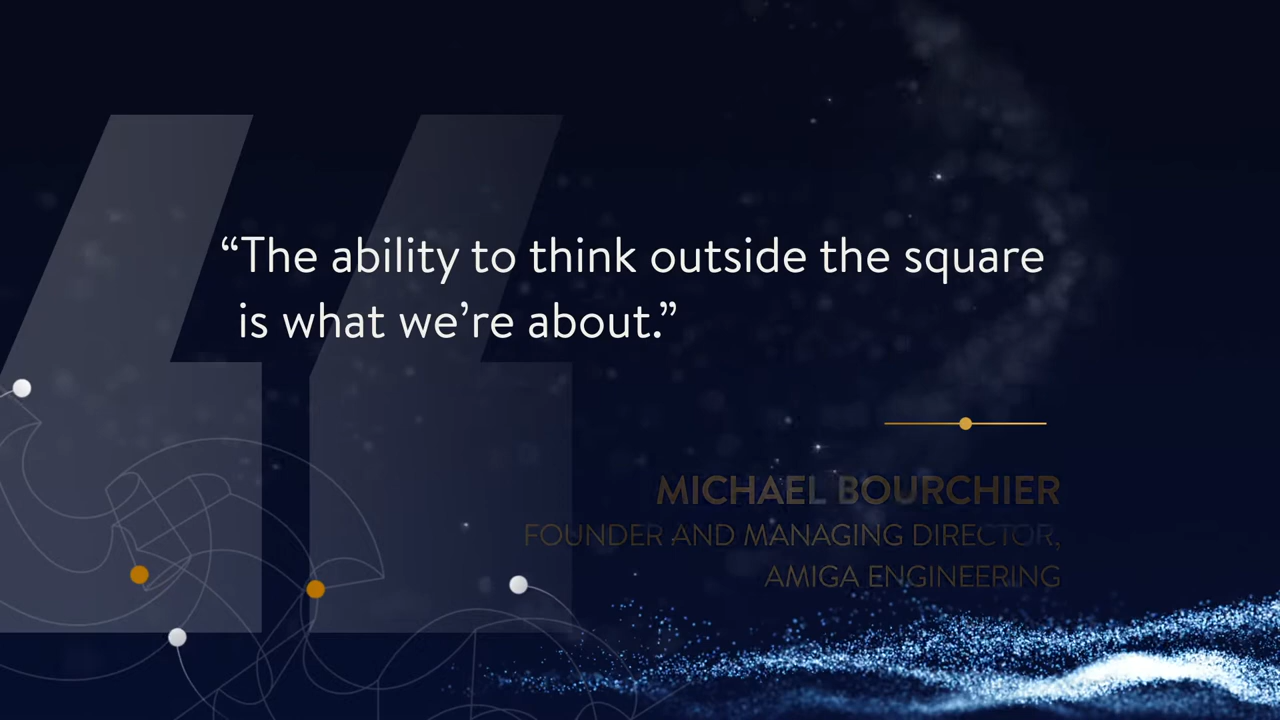 “The ability to think outside the square
is what we’re about.”
MICHAEL BOURCHIER
FOUNDER AND MANAGING DIRECTOR,
AMIGA ENGINEERING